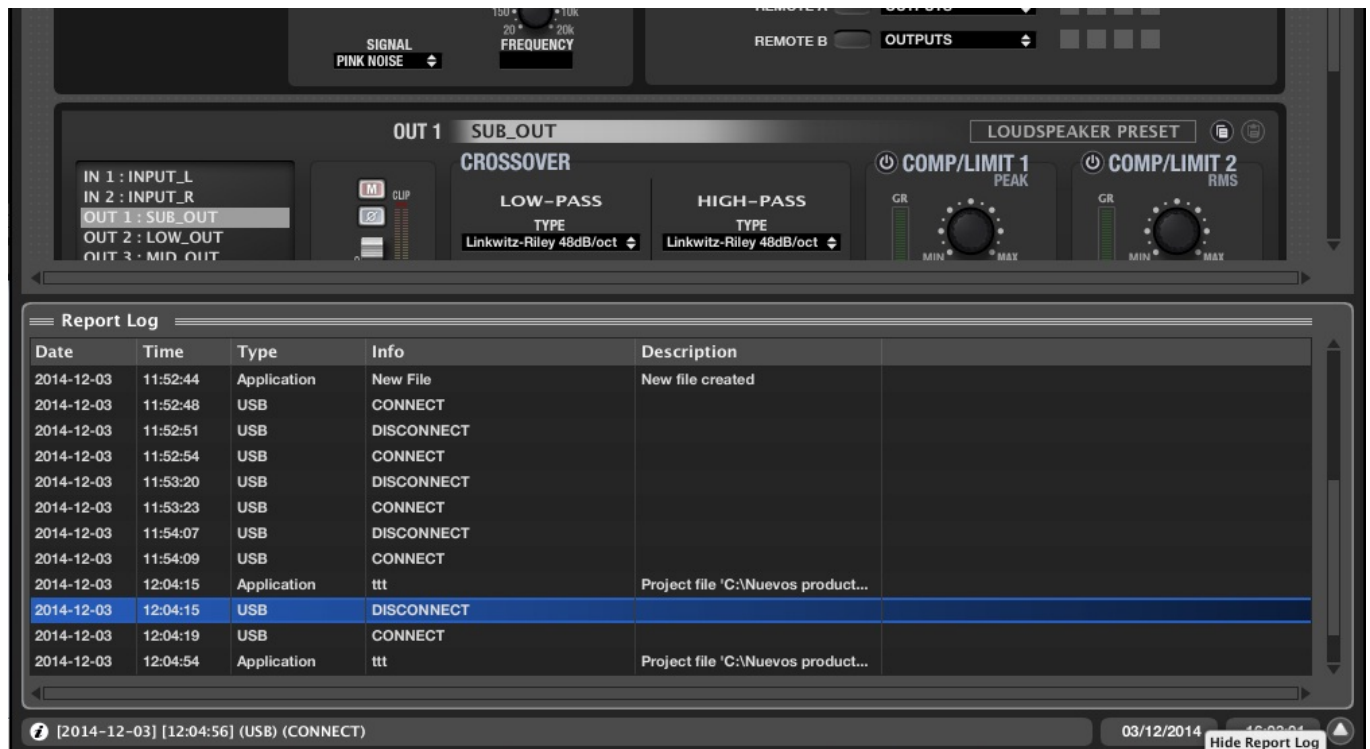 150 10k
20 20k
SIGNAL
FREQUENCY
PINK NOISE
REMOTE A OUTPUTS
REMOTE B OUTPUTS
OUT 1 SUB_OUT LOUDSPEAKER PRESET
IN 1 : INPUT_L
IN 2 : INPUT_R
OUT 1 : SUB_OUT
OUT 2 : LOW_OUT
OUT 3 : MID_OUT
M CLIP
0
CROSSOVER
LOW-PASS
TYPE
Linkwitz-Riley 48dB/oct
HIGH-PASS
TYPE
Linkwitz-Riley 48dB/oct
COMP/LIMIT 1
PEAK
GR
MIN MAX
COMP/LIMIT 2
RMS
GR
MIN MAX
Report Log
Date Time Type Info Description
2014-12-03 11:52:44 Application New File New file created
2014-12-03 11:52:48 USB CONNECT
2014-12-03 11:52:51 USB DISCONNECT
2014-12-03 11:52:54 USB CONNECT
2014-12-03 11:53:20 USB DISCONNECT
2014-12-03 11:53:23 USB CONNECT
2014-12-03 11:54:07 USB DISCONNECT
2014-12-03 11:54:09 USB CONNECT
2014-12-03 12:04:15 Application ttt Project file 'C:\Nuevos product...
2014-12-03 12:04:15 USB DISCONNECT
2014-12-03 12:04:19 USB CONNECT
2014-12-03 12:04:54 Application ttt Project file 'C:\Nuevos product...
[2014-12-03] [12:04:56] (USB) (CONNECT) 03/12/2014
Hide Report Log